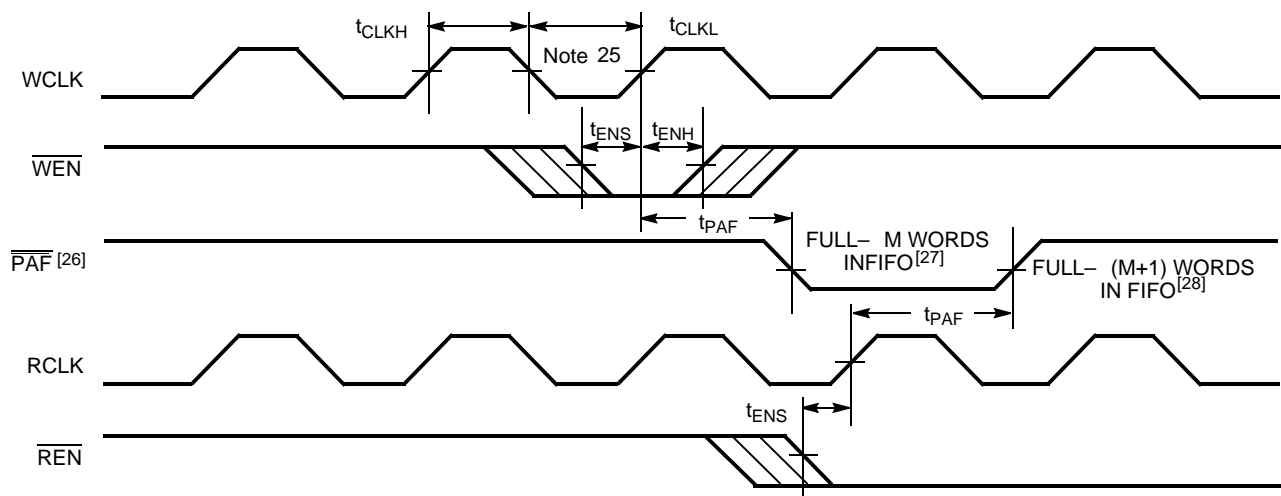 tCLKH
tCLKL
Note 25
WCLK
tENS
tENH
WEN
tPAF
PAF [26]
FULL– M WORDS
INFIFO[27]
FULL– (M+1) WORDS
IN FIFO[28]
tPAF
RCLK
tENS
REN